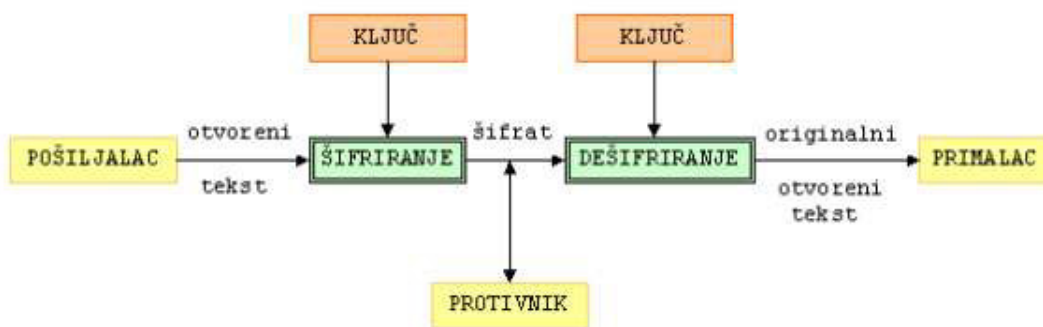 KLJUČ
KLJUČ
otvoreni
šifrat
originalni
POŠILJALAC
ŠIFRIRANJE
DEŠIFRIRANJE
PRIMALAC
tekst
otvoreni
tekst
PROTIVNIK